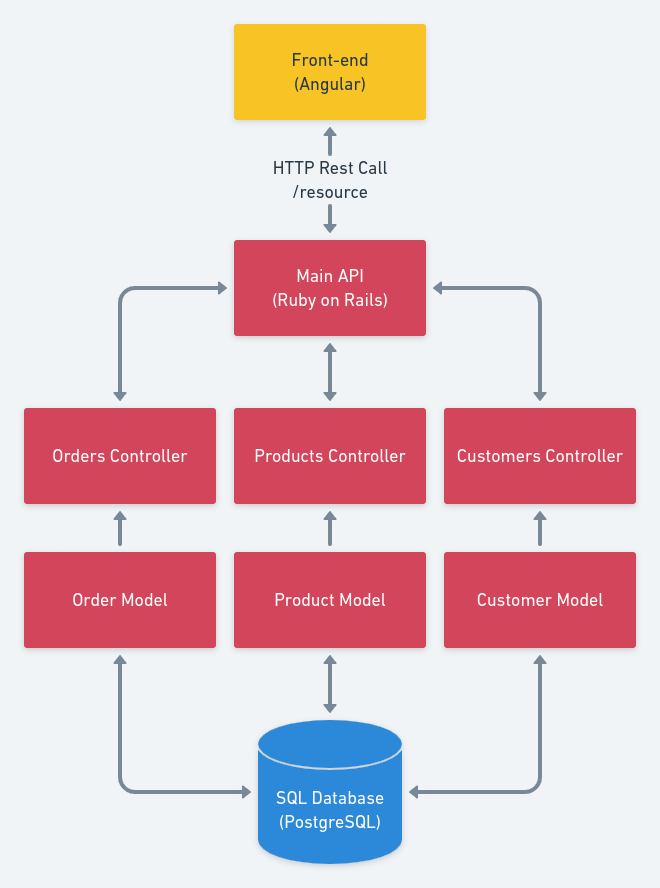 Front-end
(Angular)
HTTP Rest Call
/resource
Main API
(Ruby on Rails)
Orders Controller
Products Controller
Customers Controller
Order Model
Product Model
Customer Model
SQL Database
(PostgreSQL)